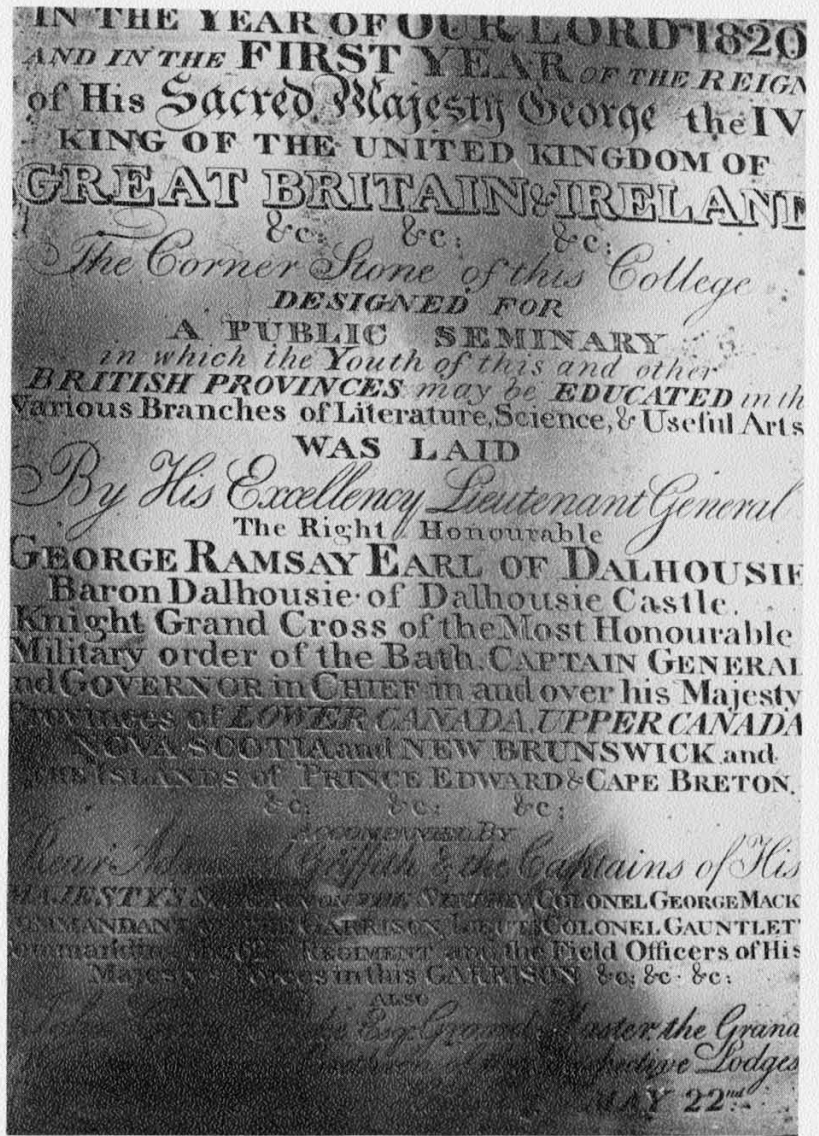 IN THE YEAR OF OUR LORD 1820
AND IN THE FIRST YEAR OF THE REIGN
of His Sacred Majesty George the IV
KING OF THE UNITED KINGDOM OF
GREAT BRITAIN & IRELAND
&c: &c: &c:
The Corner Stone of this College
DESIGNED FOR
A PUBLIC SEMINARY
in which the Youth of this and other
BRITISH PROVINCES may be EDUCATED in th
Various Branches of Literature, Science, & Useful Arts
WAS LAID
By His Excellency Lieutenant General
The Right Honourable
GEORGE RAMSAY EARL OF DALHOUSIE
Baron Dalhousie of Dalhousie Castle,
Knight Grand Cross of the Most Honourable
Military order of the Bath, CAPTAIN GENERAL
nd GOVERNOR in CHIEF in and over his Majesty
Provinces of LOWER CANADA, UPPER CANADA
NOVA SCOTIA and NEW BRUNSWICK and
THE ISLANDS of PRINCE EDWARD & CAPE BRETON,
&c: &c: &c:
ACCOMPANIED BY
Rear Admiral Griffith & the Captains of His
MAJESTY'S ON THE COLONEL GEORGE MACK
GARRISON, COLONEL GAUNTLET
REGIMENT and the Field Officers of His
in this GARRISON &c: &c: &c:
ALSO
Esqr Grand Master, the Grand
Lodges
MAY 22nd